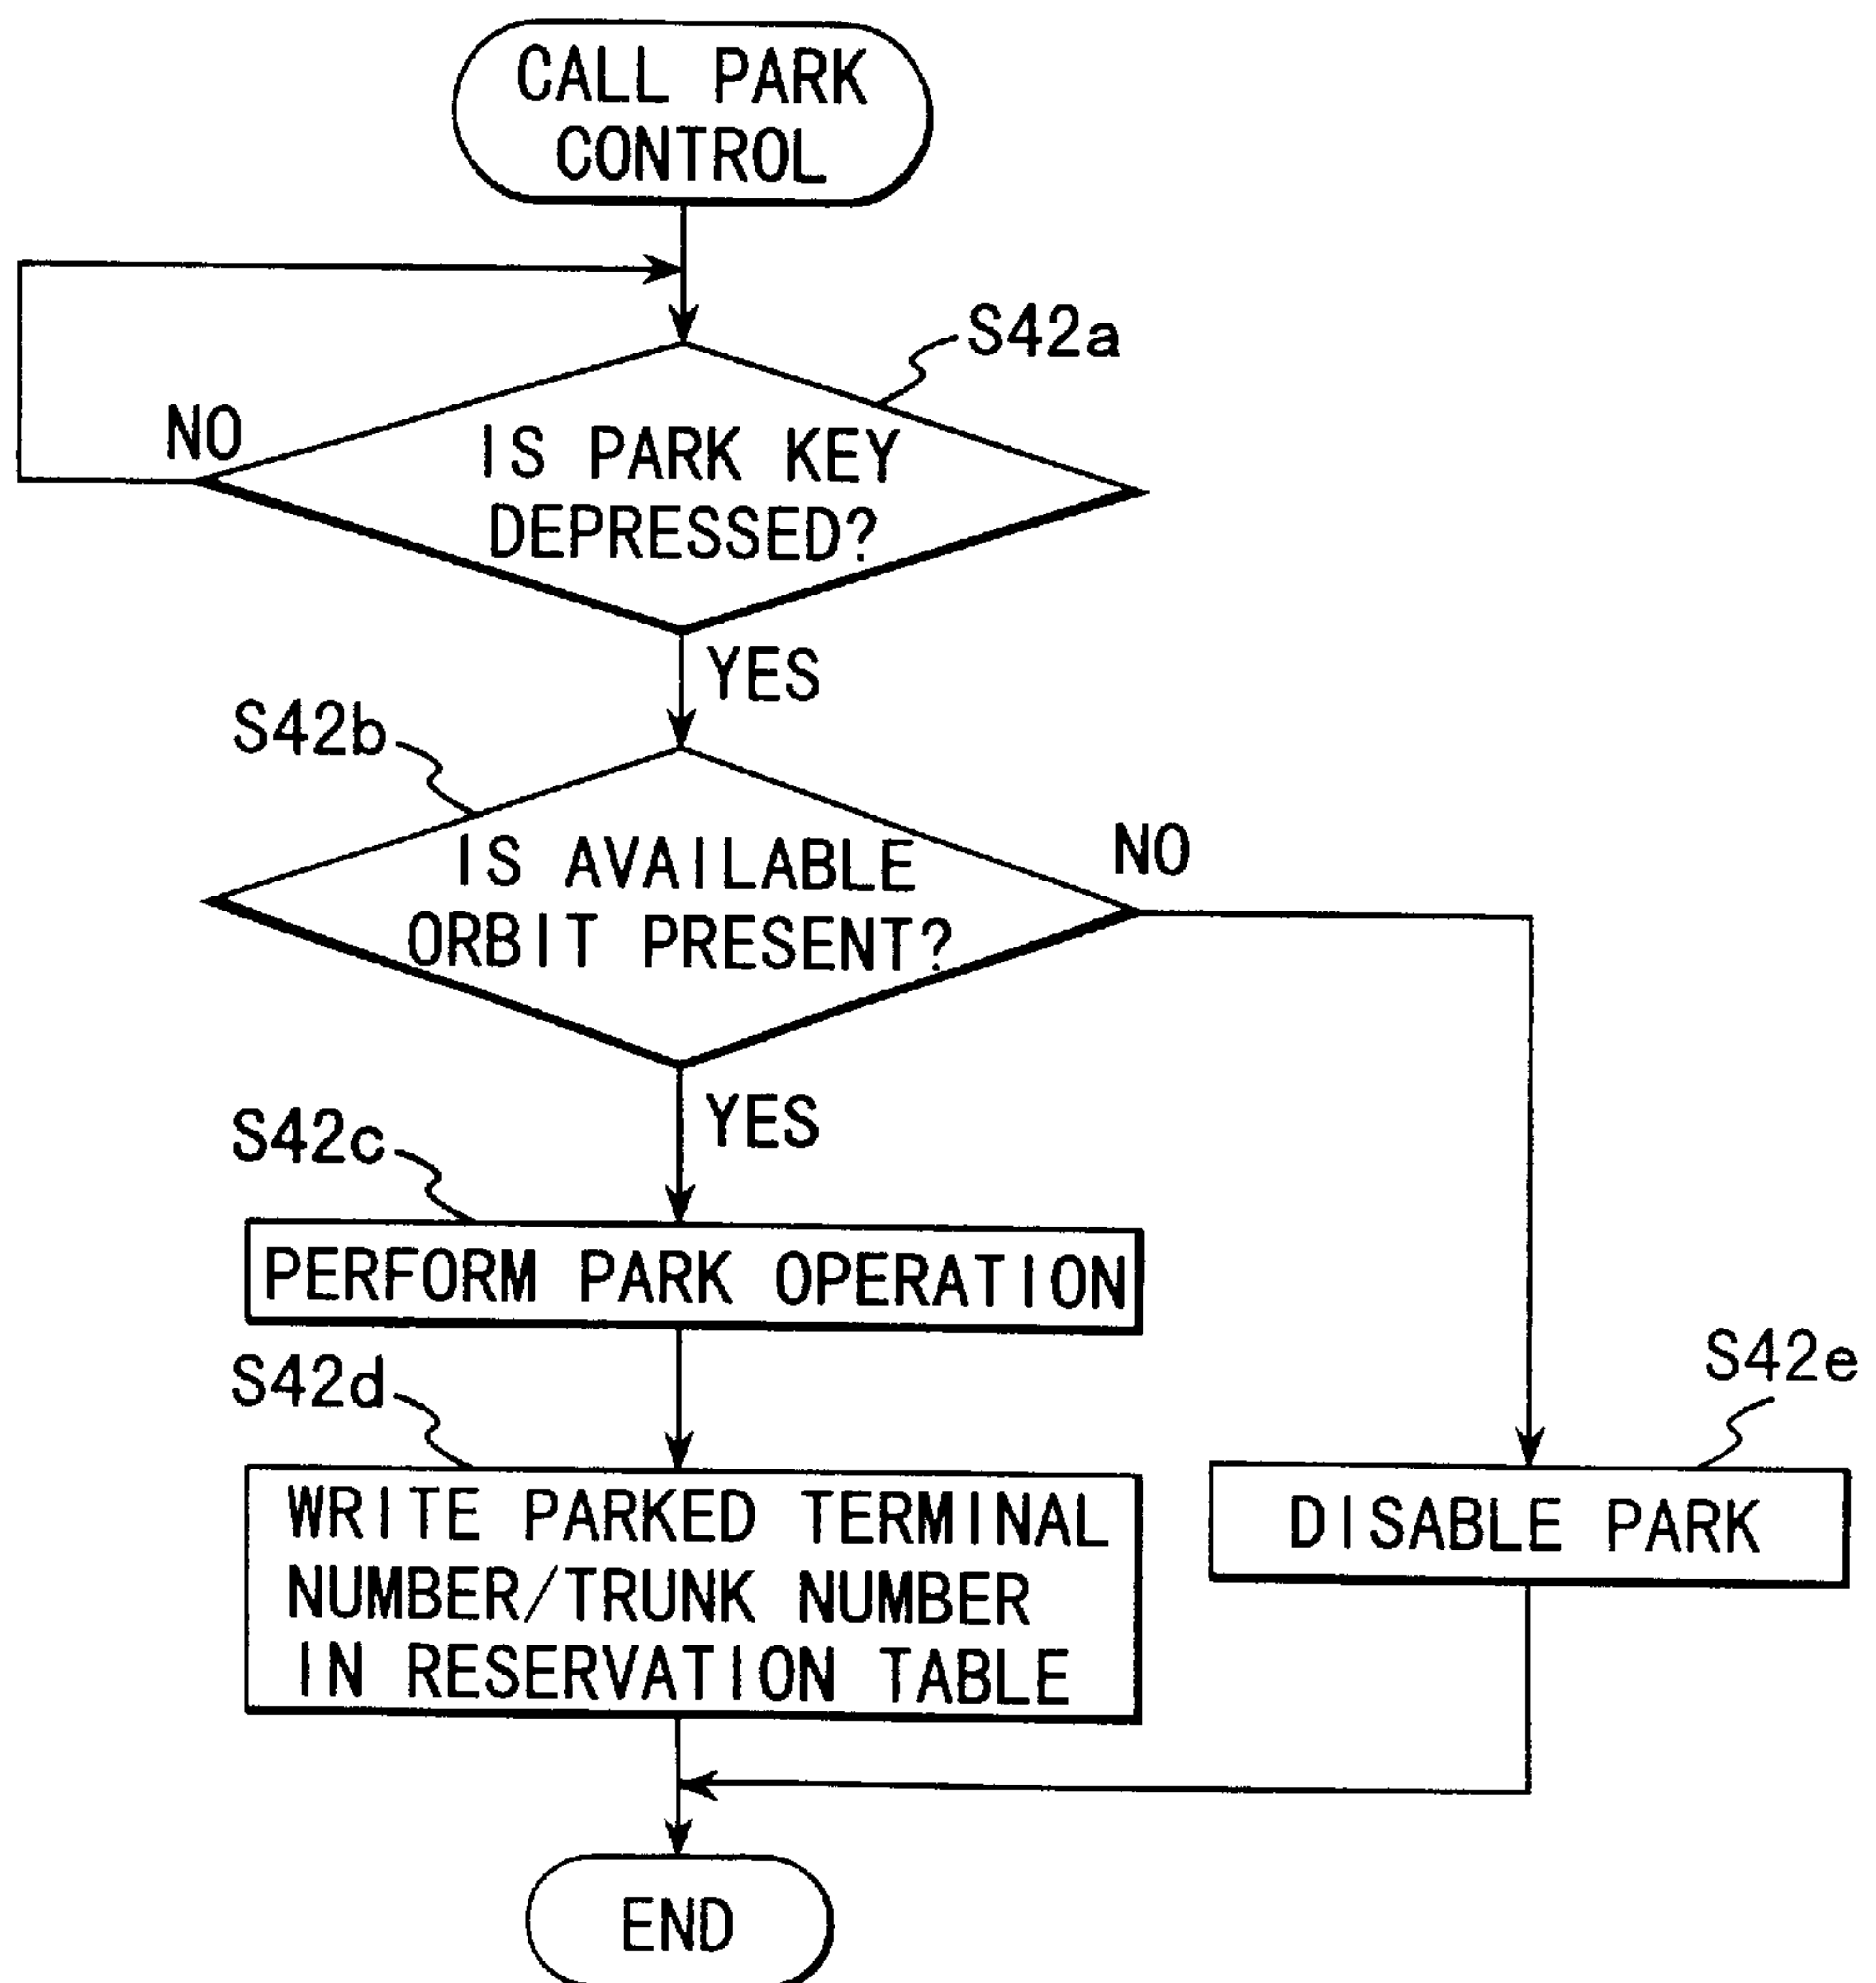 CALL PARK
CONTROL
S42a
NO
IS PARK KEY
DEPRESSED?
YES
S42b
IS AVAILABLE
ORBIT PRESENT?
NO
YES
S42c
PERFORM PARK OPERATION
S42d
S42e
WRITE PARKED TERMINAL
NUMBER/TRUNK NUMBER
IN RESERVATION TABLE
DISABLE PARK
END